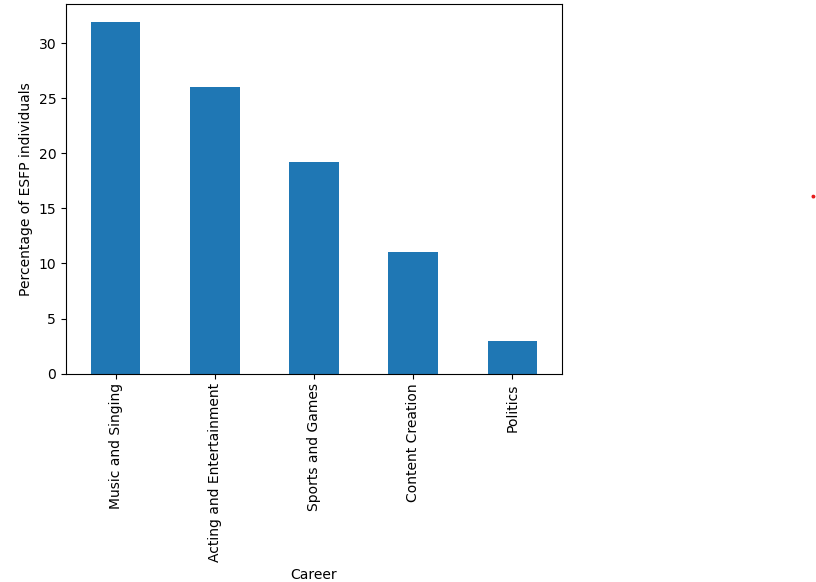 Percentage of ESFP individuals
30
25
20
15
10
5
0
Music and Singing
Acting and Entertainment
Sports and Games
Content Creation
Politics
Career